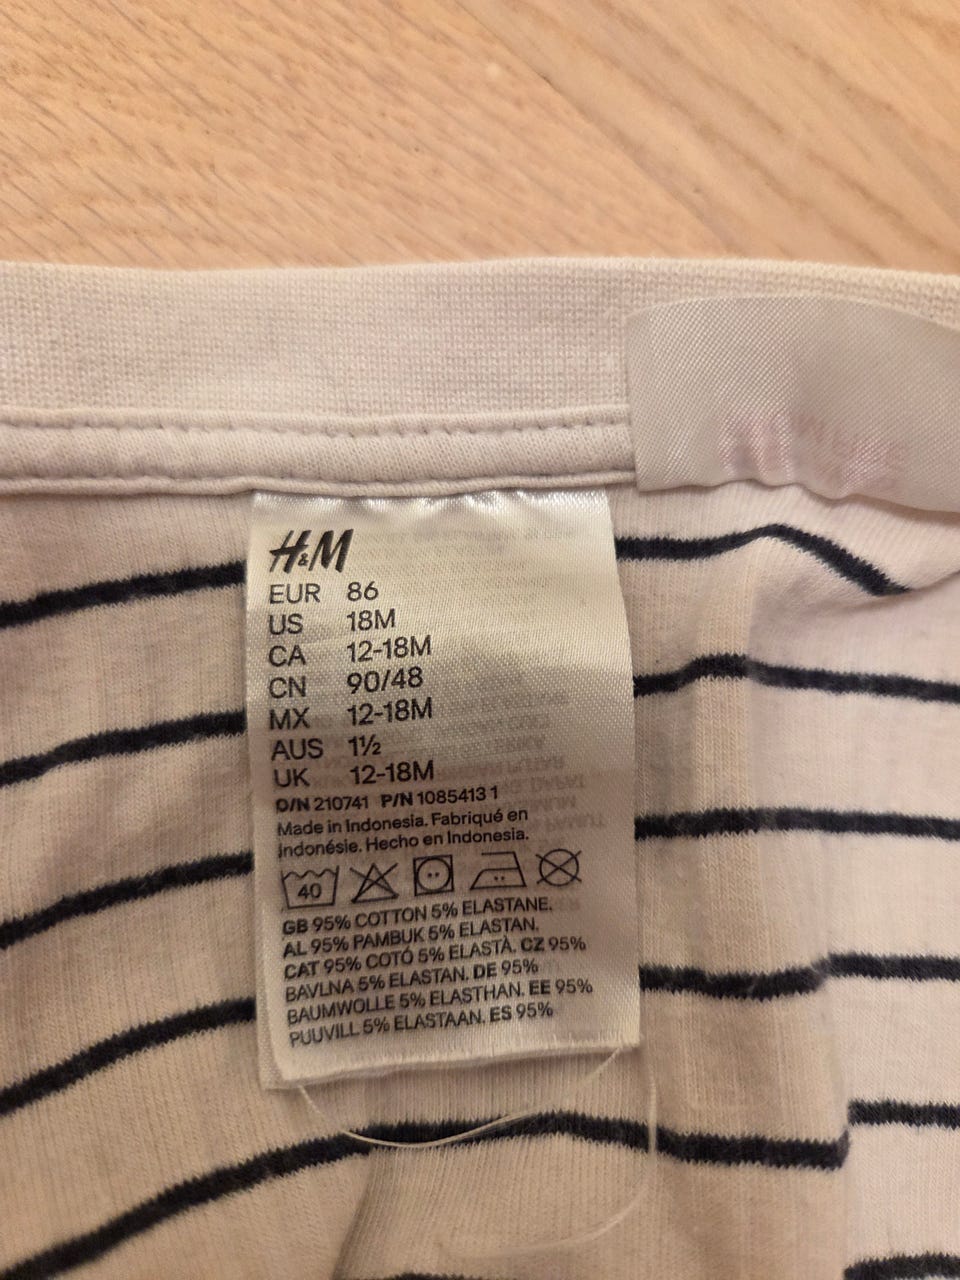 H&M
EUR 86
US 18M
CA 12-18M
CN 90/48
MX 12-18M
AUS 1½
UK 12-18M
O/N 210741 P/N 1085413 1
Made in Indonesia. Fabriqué en
Indonésie. Hecho en Indonesia.
40
GB 95% COTTON 5% ELASTANE.
AL 95% PAMBUK 5% ELASTAN.
CAT 95% COTÓ 5% ELASTÀ. CZ 95%
BAVLNA 5% ELASTAN. DE 95%
BAUMWOLLE 5% ELASTHAN. EE 95%
PUUVILL 5% ELASTAAN. ES 95%